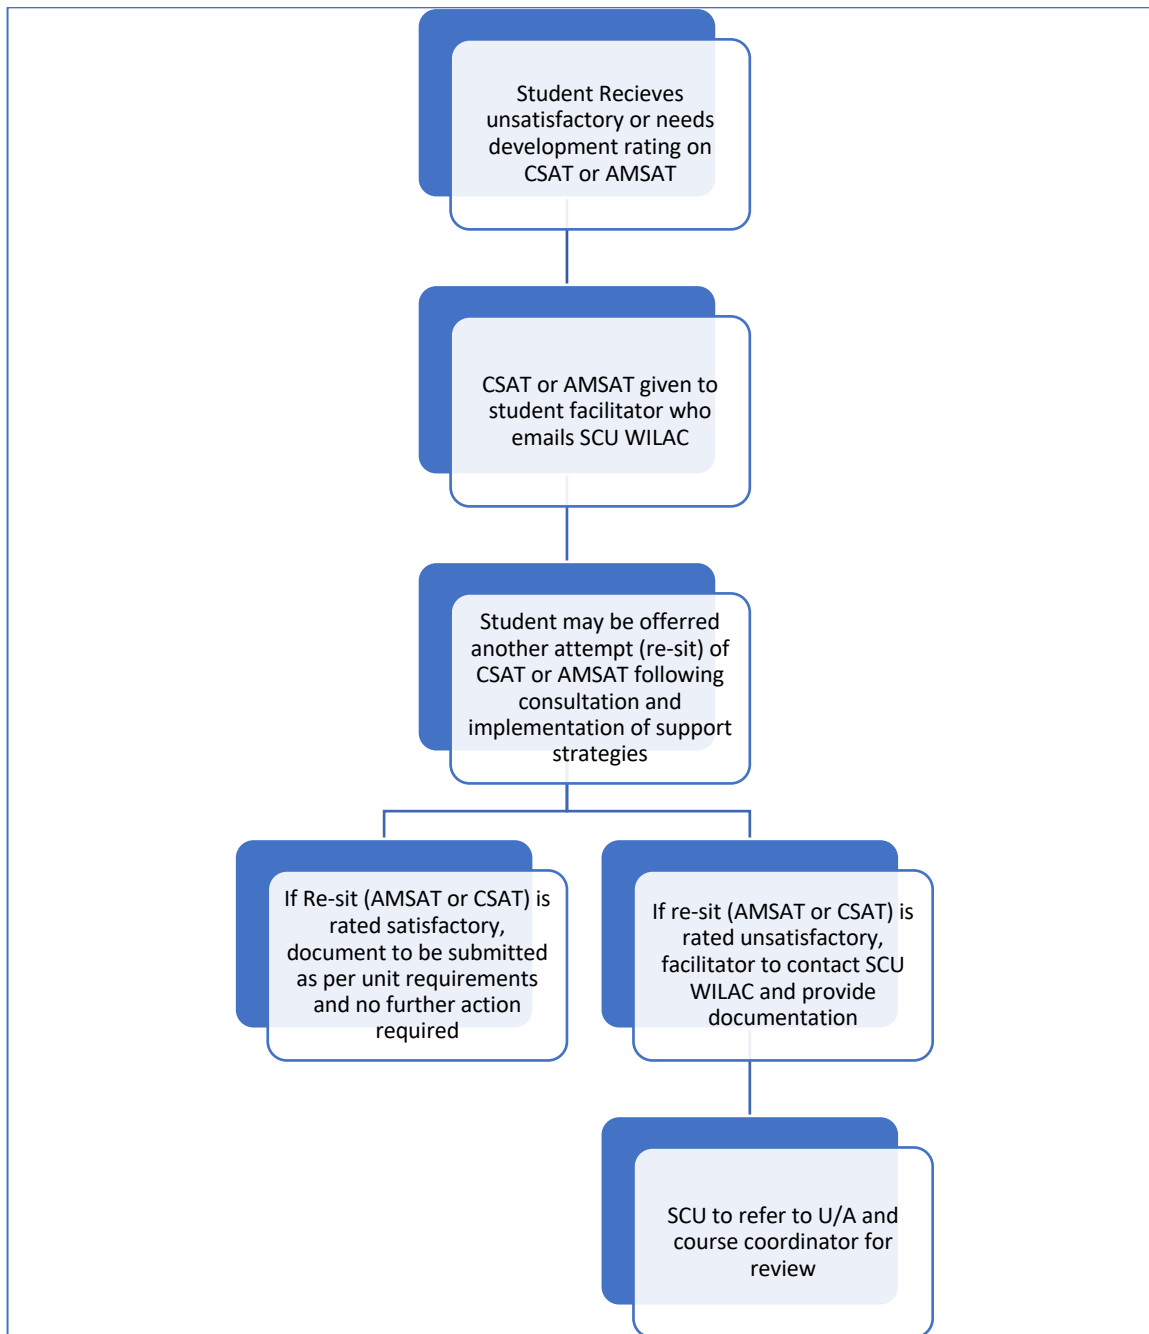 Student Recieves
unsatisfactory or needs
development rating on
CSAT or AMSAT
CSAT or AMSAT given to
student facilitator who
emails SCU WILAC
Student may be offerred
another attempt (re-sit) of
CSAT or AMSAT following
consultation and
implementation of support
strategies
If Re-sit (AMSAT or CSAT) is
rated satisfactory,
document to be submitted
as per unit requirements
and no further action
required
If re-sit (AMSAT or CSAT) is
rated unsatisfactory,
facilitator to contact SCU
WILAC and provide
documentation
SCU to refer to U/A and
course coordinator for
review